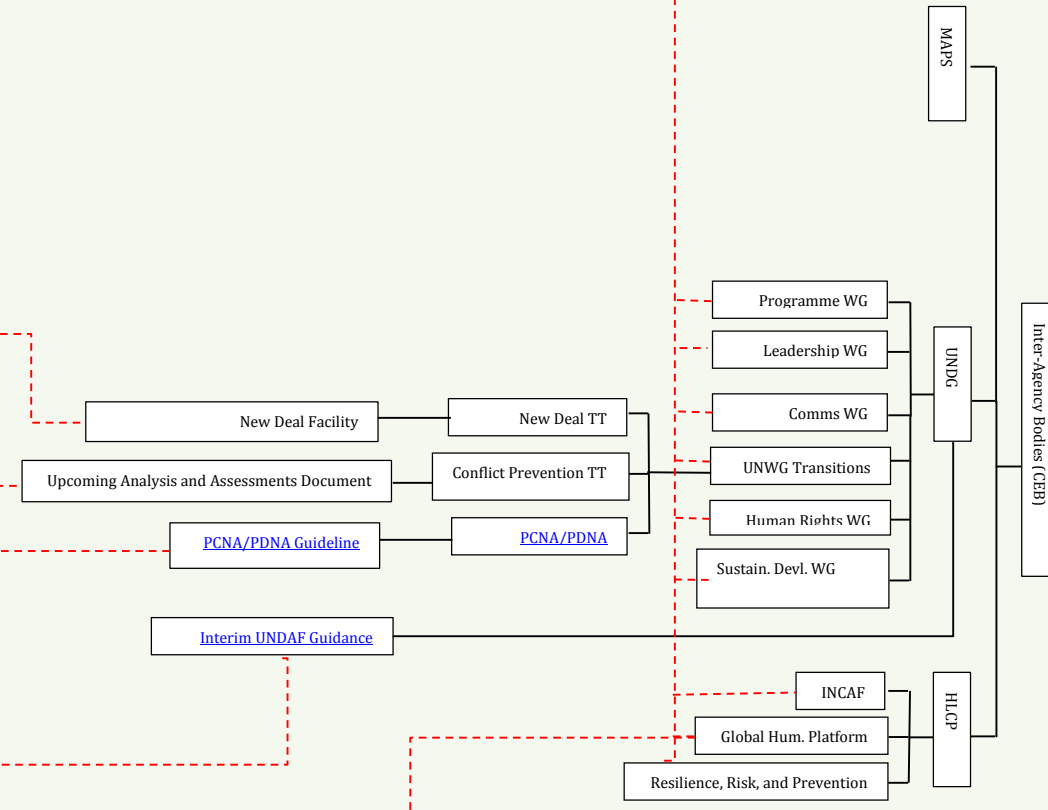 MAPS
Programme WG
Leadership WG
UNDG
Inter-Agency Bodies (CEB)
Comms WG
New Deal Facility
New Deal TT
UNWG Transitions
Upcoming Analysis and Assessments Document
Conflict Prevention TT
Human Rights WG
PCNA/PDNA Guideline
PCNA/PDNA
Sustain. Devl. WG
Interim UNDAF Guidance
INCAF
HLCP
Global Hum. Platform
Resilience, Risk, and Prevention